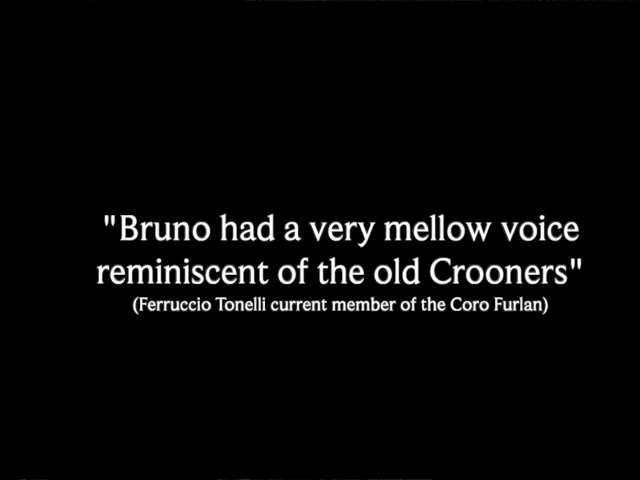 "Bruno had a very mellow voice
reminiscent of the old Crooners"
(Ferruccio Tonelli current member of the Coro Furlan)